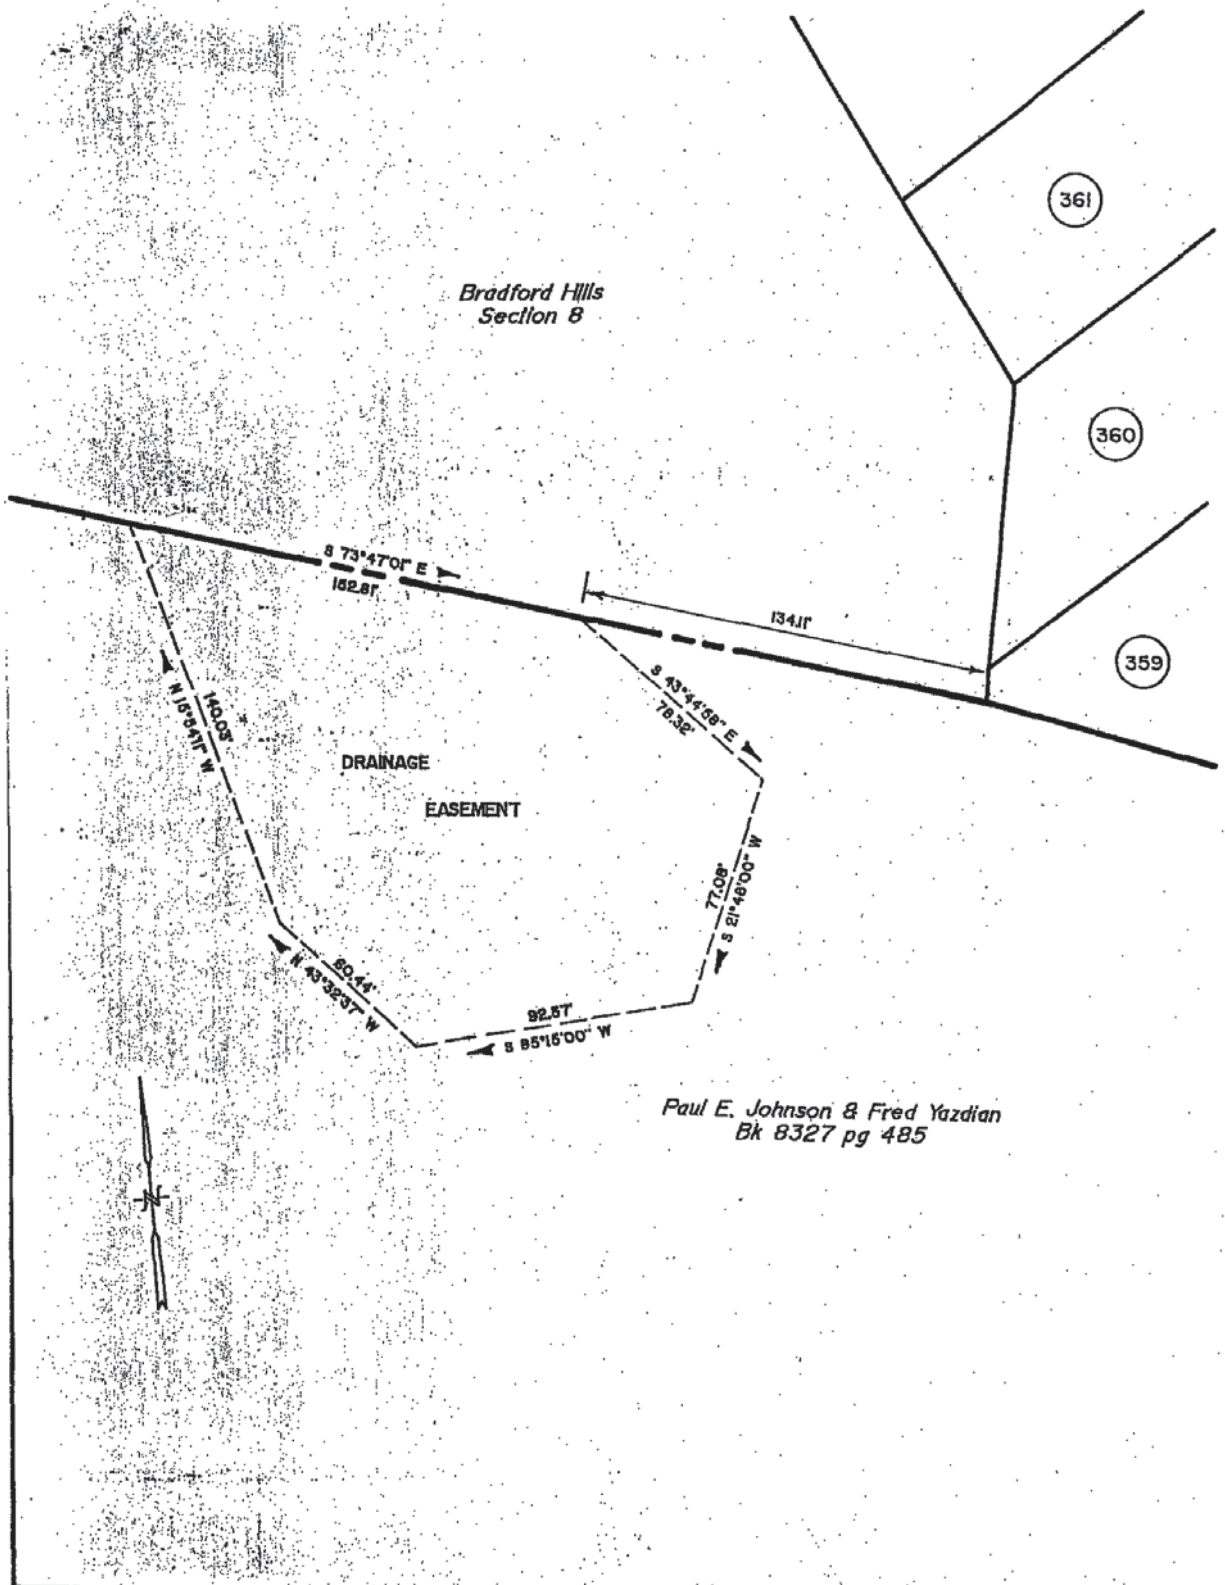 361
Bradford Hills
Section 8
360
S 73°47'01" E
152.81'
134.11'
359
S 43°44'58" E
78.32'
140.03'
N 15°54'11" W
DRAINAGE
EASEMENT
77.08'
S 21°48'00" W
60.44'
N 43°32'37" W
92.57'
S 85°15'00" W
Paul E. Johnson & Fred Yazdian
Bk 8327 pg 485
N